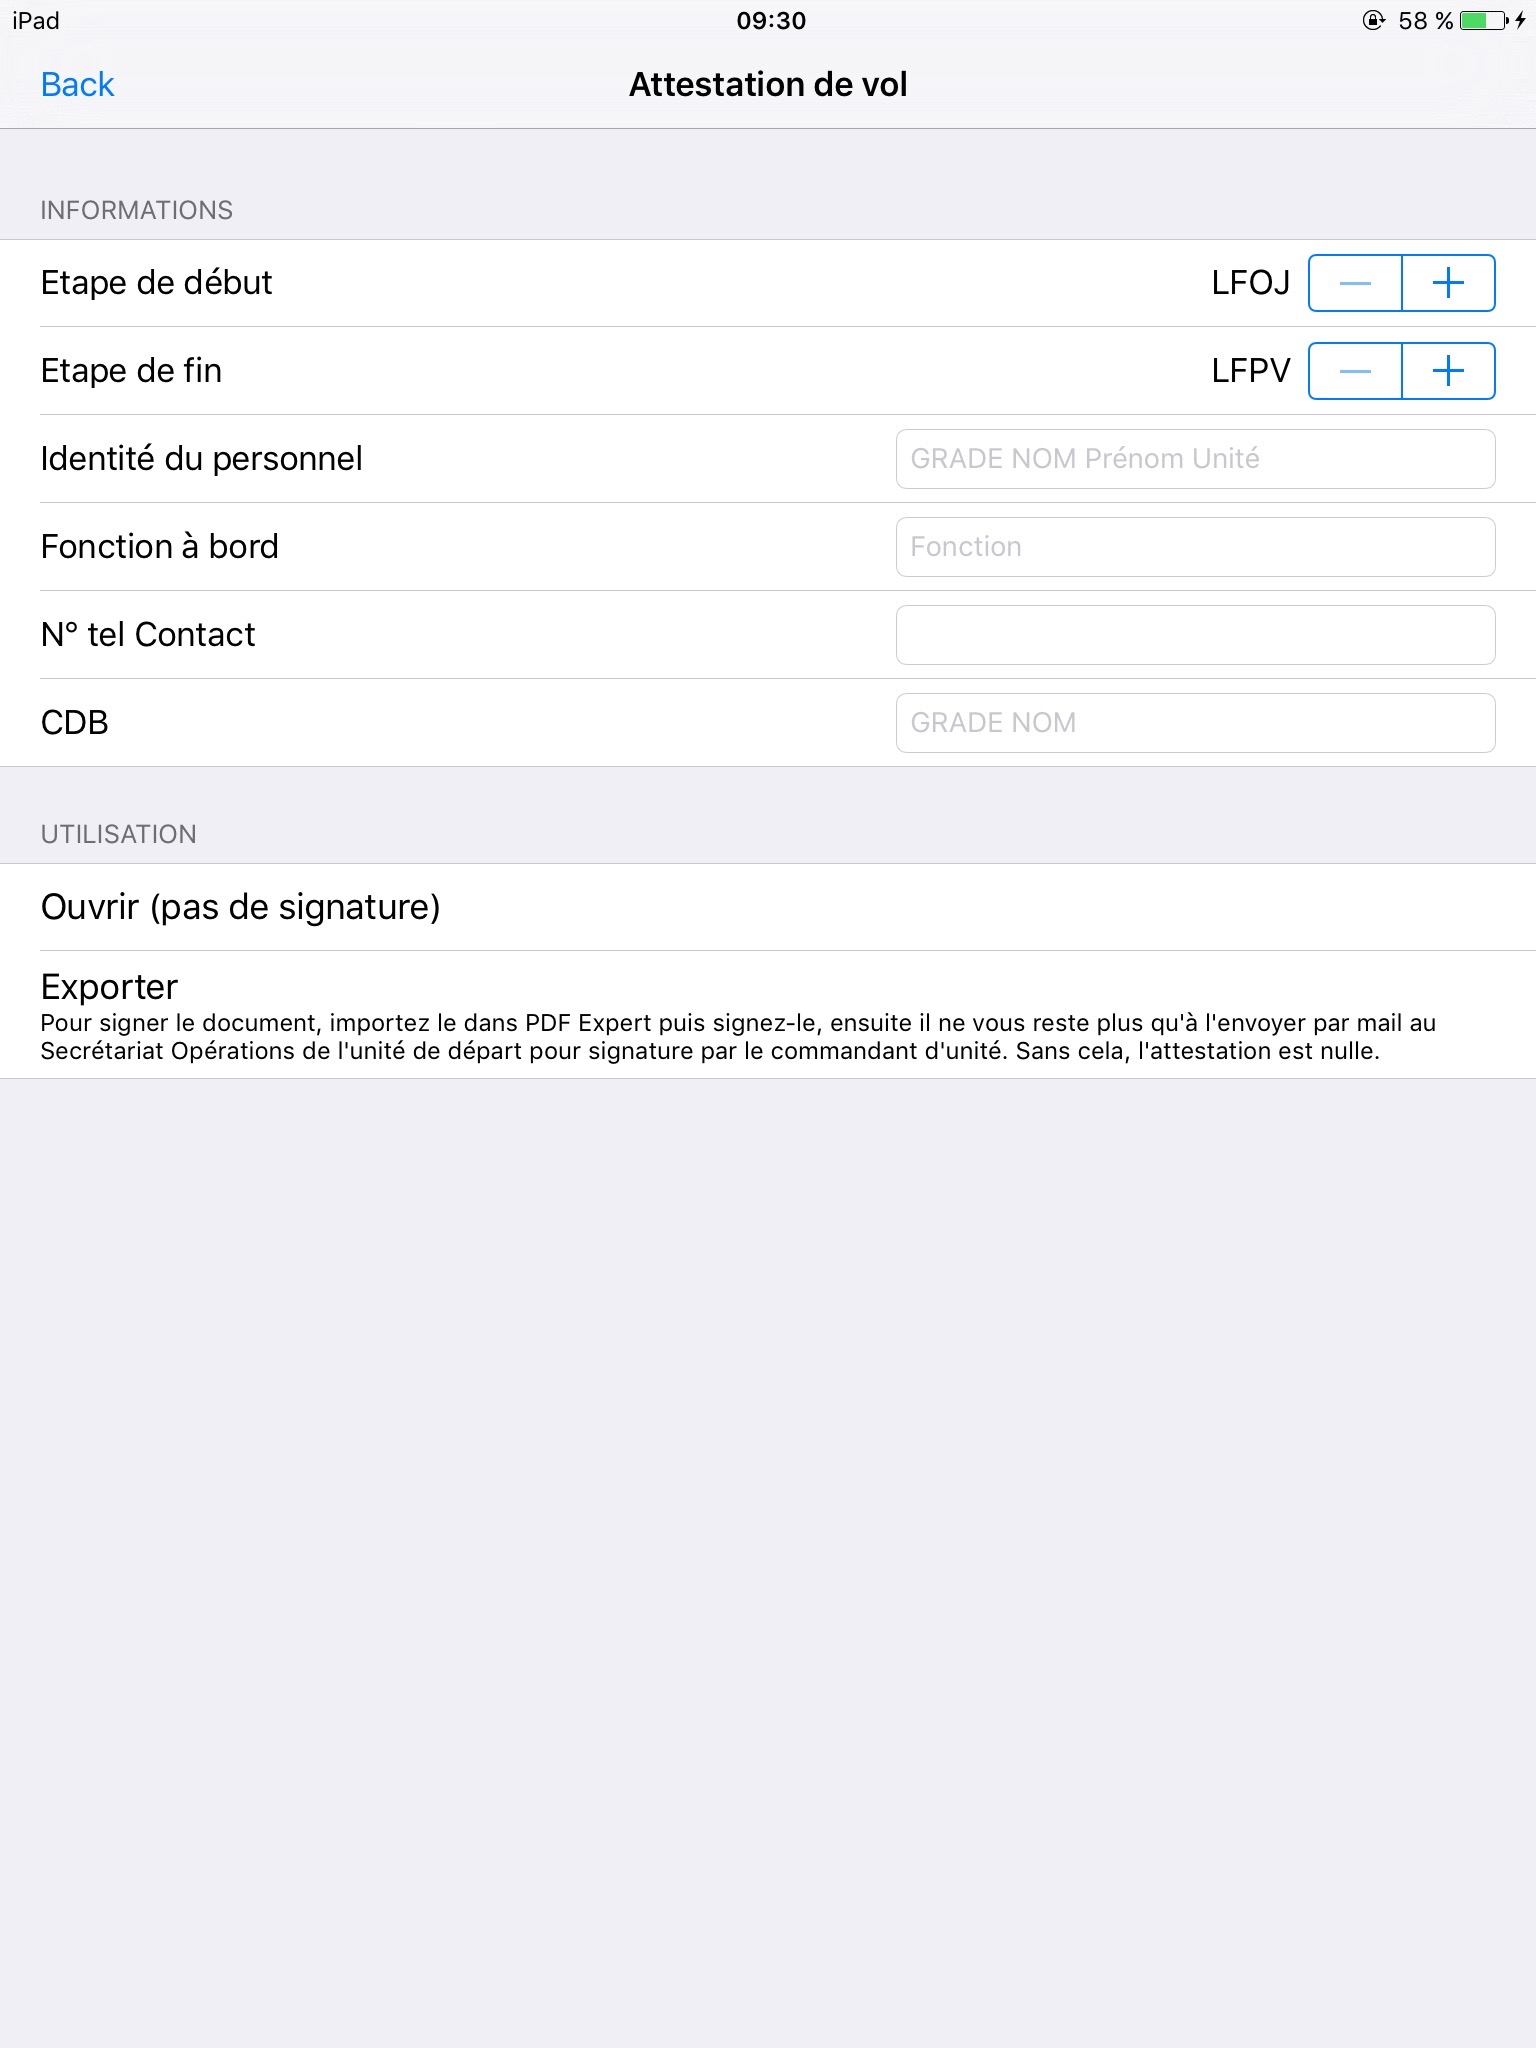 iPad 09:30 58 %
Back Attestation de vol
INFORMATIONS
Etape de début LFOJ
Etape de fin LFPV
Identité du personnel GRADE NOM Prénom Unité
Fonction à bord Fonction
N° tel Contact
CDB GRADE NOM
UTILISATION
Ouvrir (pas de signature)
Exporter
Pour signer le document, importez le dans PDF Expert puis signez-le, ensuite il ne vous reste plus qu'à l'envoyer par mail au
Secrétariat Opérations de l'unité de départ pour signature par le commandant d'unité. Sans cela, l'attestation est nulle.